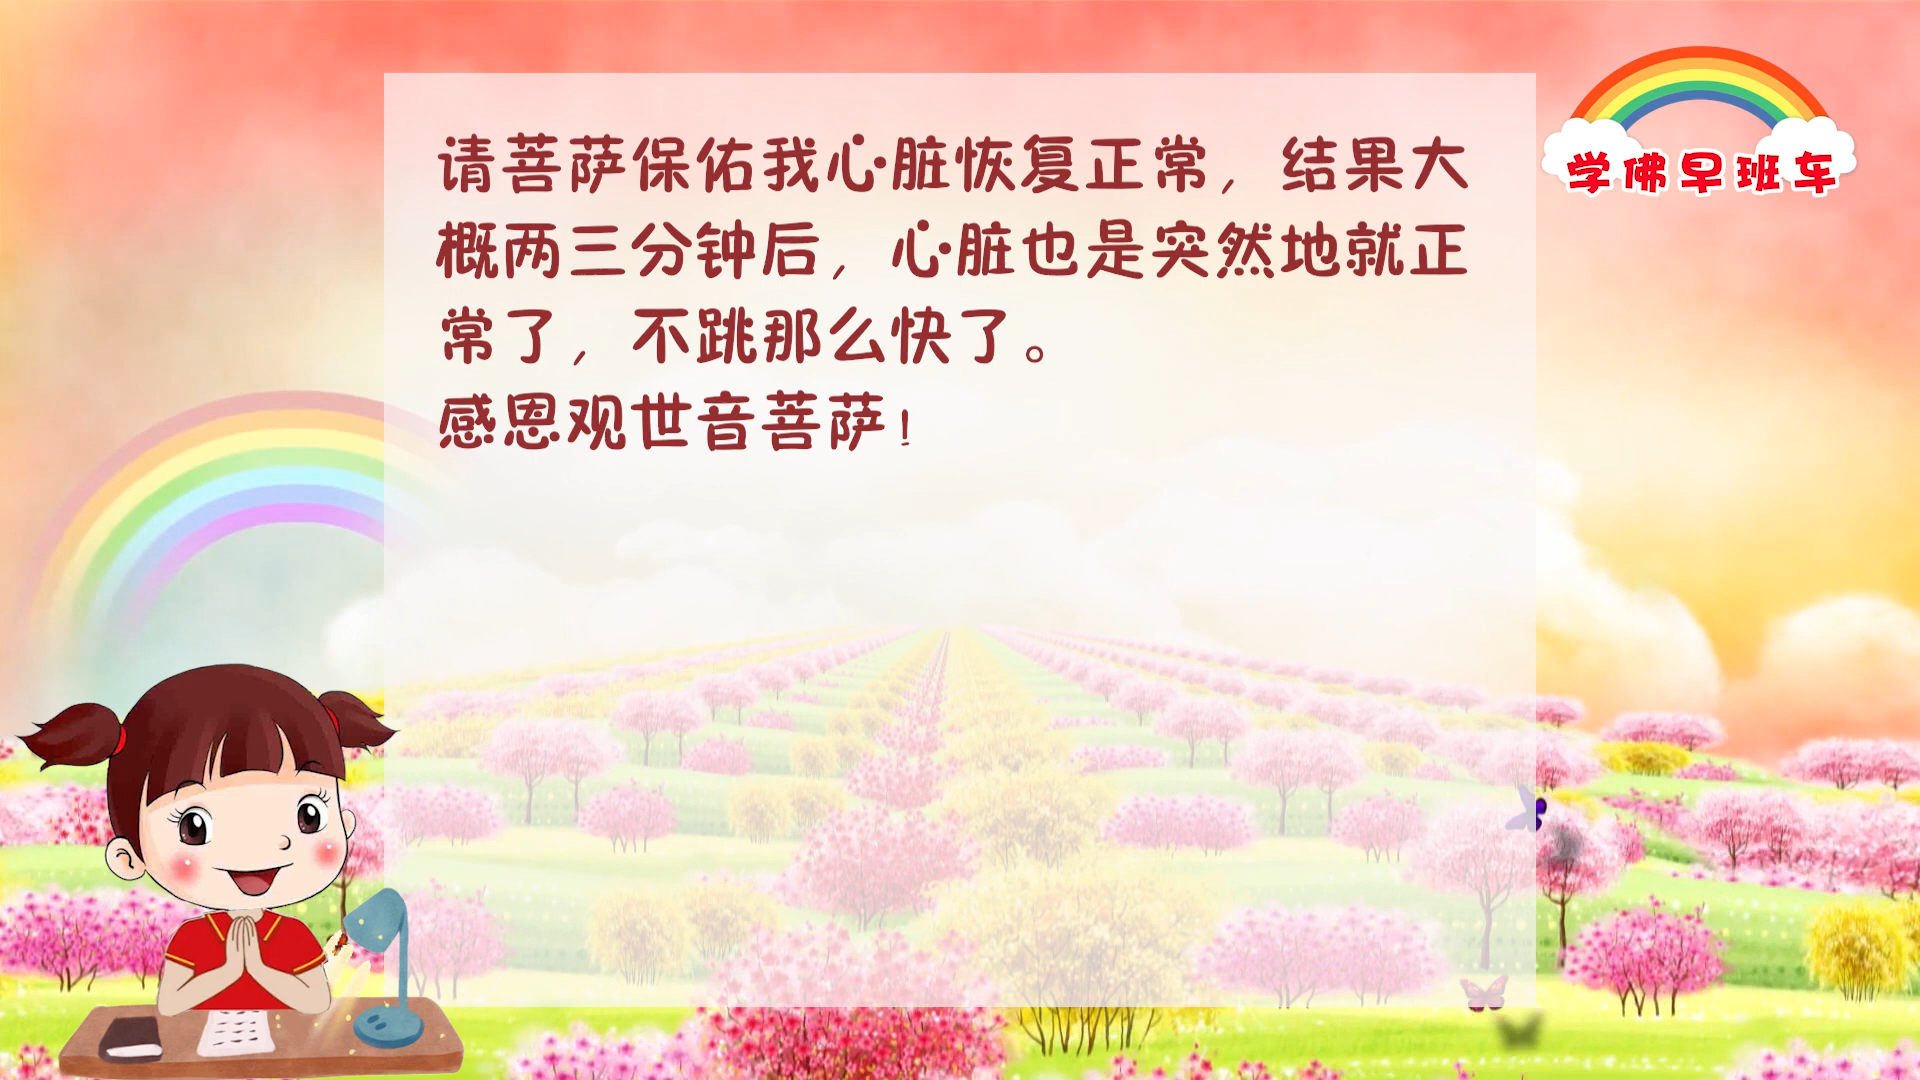 学佛早班车
请菩萨保佑我心脏恢复正常，结果大
概两三分钟后，心脏也是突然地就正
常了，不跳那么快了。
感恩观世音菩萨！